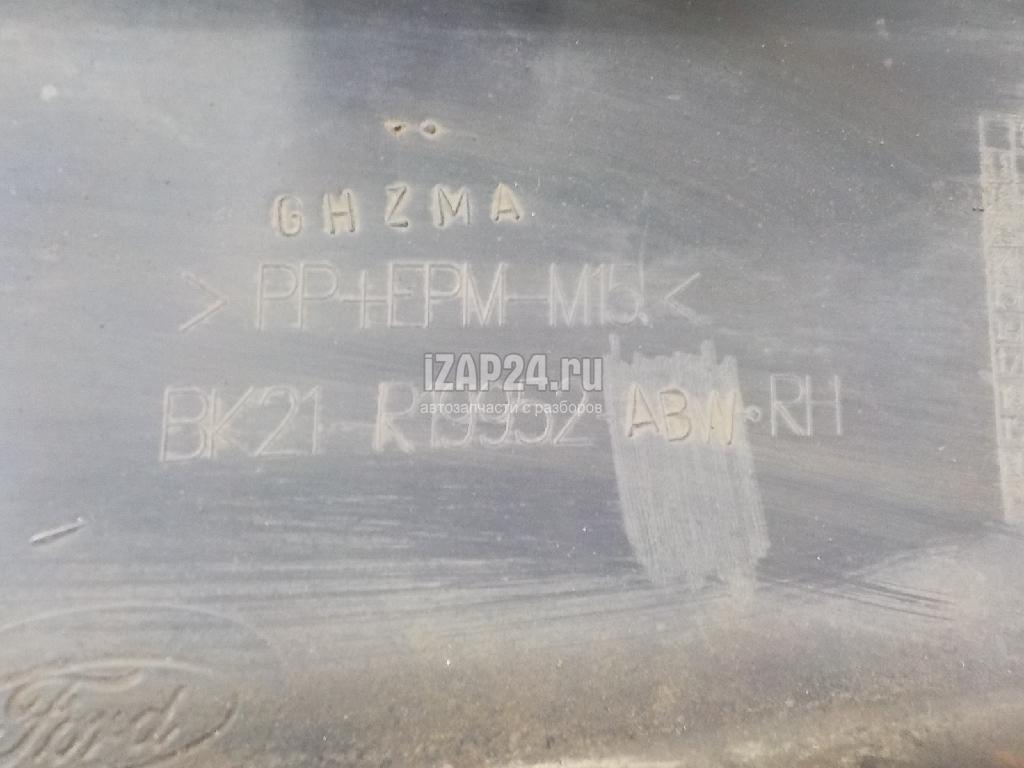 GHZMA
>PP+EPM-M15<
iZAP24.ru
автозапчасти с разборов
BK21-R19952-ABW-RH
Ford